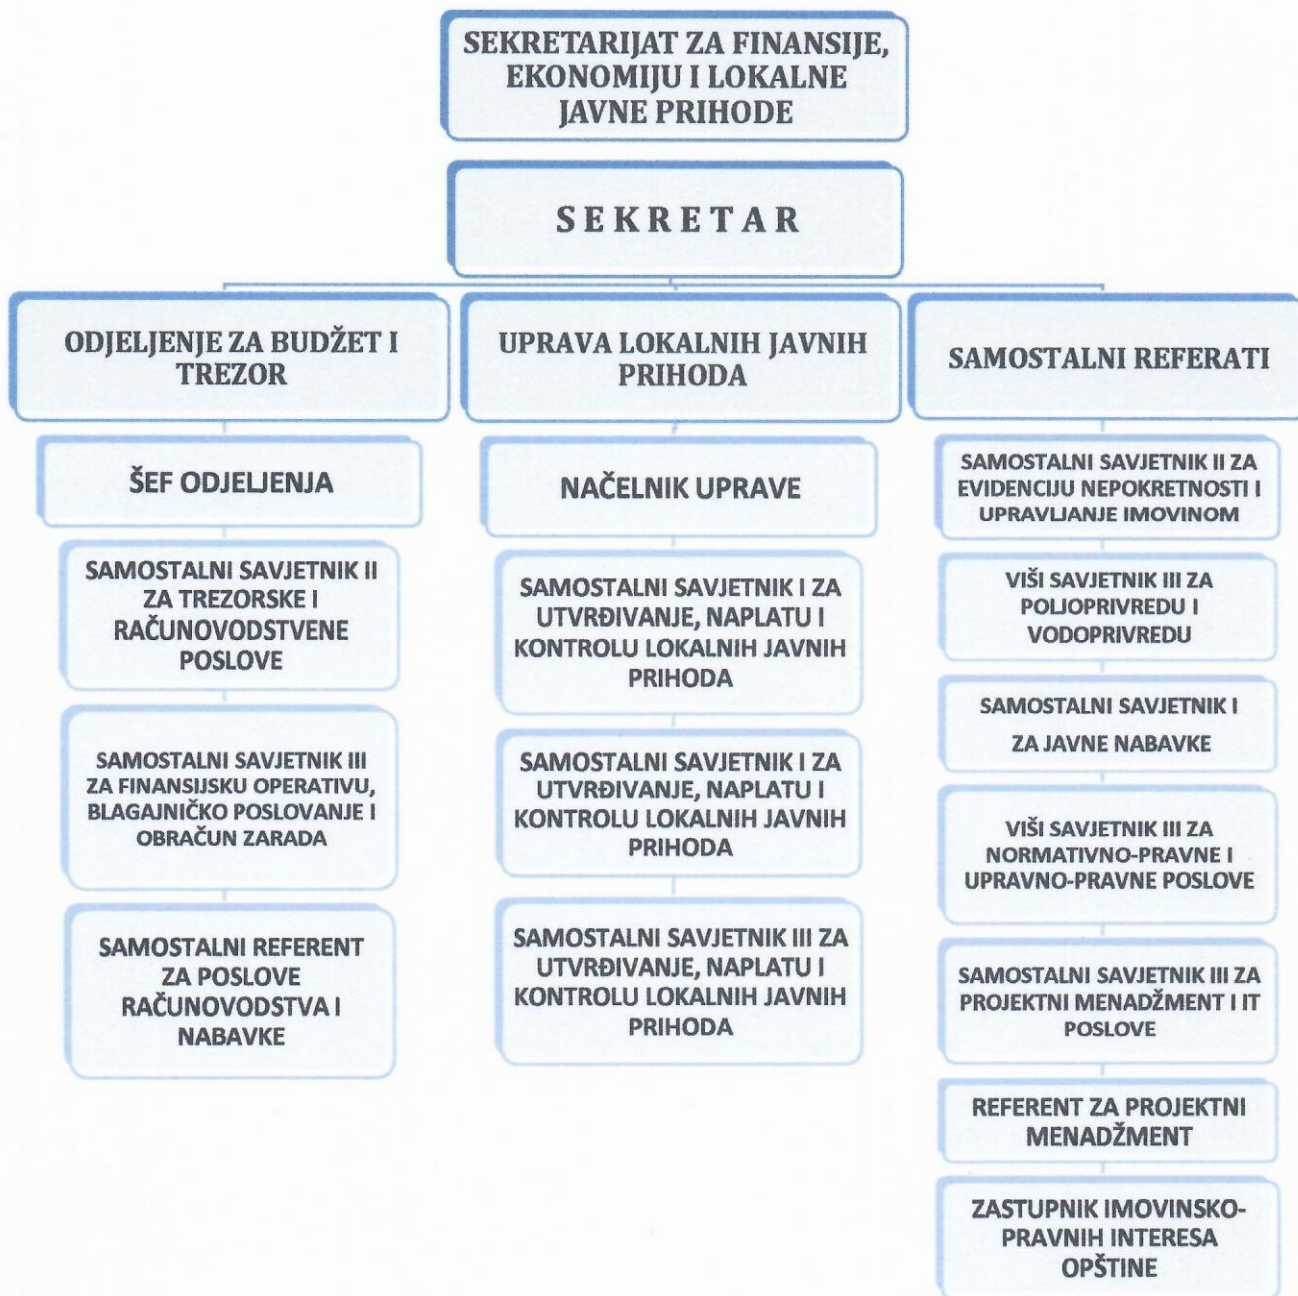 SEKRETARIJAT ZA FINANSIJE,
EKONOMIJU I LOKALNE
JAVNE PRIHODE
S E K R E T A R
ODJELJENJE ZA BUDŽET I
TREZOR
ŠEF ODJELJENJA
SAMOSTALNI SAVJETNIK II
ZA TREZORSKE I
RAČUNOVODSTVENE
POSLOVE
SAMOSTALNI SAVJETNIK III
ZA FINANSIJSKU OPERATIVU,
BLAGAJNIČKO POSLOVANJE I
OBRAČUN ZARADA
SAMOSTALNI REFERENT
ZA POSLOVE
RAČUNOVODSTVA I
NABAVKE
UPRAVA LOKALNIH JAVNIH
PRIHODA
NAČELNIK UPRAVE
SAMOSTALNI SAVJETNIK I ZA
UTVRĐIVANJE, NAPLATU I
KONTROLU LOKALNIH JAVNIH
PRIHODA
SAMOSTALNI SAVJETNIK I ZA
UTVRĐIVANJE, NAPLATU I
KONTROLU LOKALNIH JAVNIH
PRIHODA
SAMOSTALNI SAVJETNIK III ZA
UTVRĐIVANJE, NAPLATU I
KONTROLU LOKALNIH JAVNIH
PRIHODA
SAMOSTALNI REFERATI
SAMOSTALNI SAVJETNIK II ZA
EVIDENCIJU NEPOKRETNOSTI I
UPRAVLJANJE IMOVINOM
VIŠI SAVJETNIK III ZA
POLJOPRIVREDU I
VODOPRIVREDU
SAMOSTALNI SAVJETNIK I
ZA JAVNE NABAVKE
VIŠI SAVJETNIK III ZA
NORMATIVNO-PRAVNE I
UPRAVNO-PRAVNE POSLOVE
SAMOSTALNI SAVJETNIK III ZA
PROJEKTNI MENADŽMENT I IT
POSLOVE
REFERENT ZA PROJEKTNI
MENADŽMENT
ZASTUPNIK IMOVINSKO-
PRAVNIH INTERESA
OPŠTINE